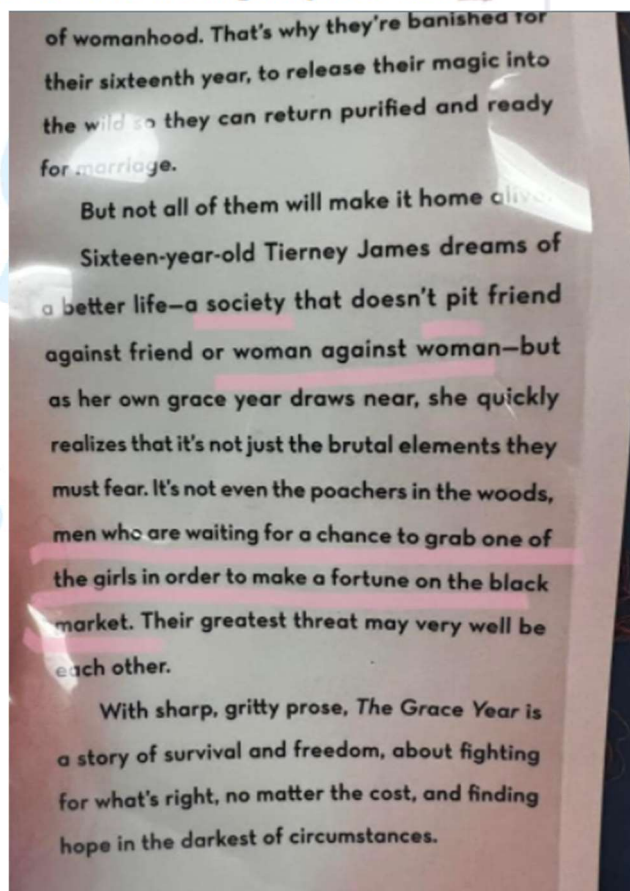 of womanhood. That's why they're banished for
their sixteenth year, to release their magic into
the wild so they can return purified and ready
for marriage.
But not all of them will make it home alive.
Sixteen-year-old Tierney James dreams of
a better life—a society that doesn't pit friend
against friend or woman against woman—but
as her own grace year draws near, she quickly
realizes that it's not just the brutal elements they
must fear. It's not even the poachers in the woods,
men who are waiting for a chance to grab one of
the girls in order to make a fortune on the black
market. Their greatest threat may very well be
each other.
With sharp, gritty prose, The Grace Year is
a story of survival and freedom, about fighting
for what's right, no matter the cost, and finding
hope in the darkest of circumstances.